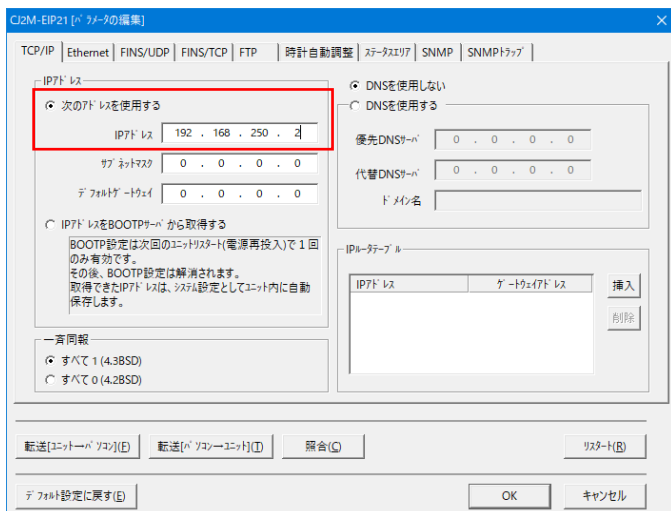 CJ2M-EIP21 [ﾊﾟﾗﾒｰﾀの編集]
TCP/IP Ethernet FINS/UDP FINS/TCP FTP 時計自動調整 ｽﾃｰﾀｽｴﾘｱ SNMP SNMPﾄﾗｯﾌﾟ
IPｱﾄﾞﾚｽ
次のｱﾄﾞﾚｽを使用する
IPｱﾄﾞﾚｽ 192 . 168 . 250 . 2
ｻﾌﾞﾈｯﾄﾏｽｸ 0 . 0 . 0 . 0
ﾃﾞﾌｫﾙﾄｹﾞｰﾄｳｪｲ 0 . 0 . 0 . 0
IPｱﾄﾞﾚｽをBOOTPｻｰﾊﾞから取得する
BOOTP設定は次回のﾕﾆｯﾄﾘｽﾀｰﾄ(電源再投入)で１回
のみ有効です。
その後、BOOTP設定は解消されます。
取得できたIPｱﾄﾞﾚｽは、ｼｽﾃﾑ設定としてﾕﾆｯﾄ内に自動
保存します。
一斉同報
すべて 1 (4.3BSD)
すべて 0 (4.2BSD)
DNSを使用しない
DNSを使用する
優先DNSｻｰﾊﾞ 0 . 0 . 0 . 0
代替DNSｻｰﾊﾞ 0 . 0 . 0 . 0
ﾄﾞﾒｲﾝ名
IPﾙｰﾀﾃｰﾌﾞﾙ
IPｱﾄﾞﾚｽ ｹﾞｰﾄｳｪｲｱﾄﾞﾚｽ
挿入
削除
転送[ﾕﾆｯﾄ→ﾊﾟｿｺﾝ](F) 転送[ﾊﾟｿｺﾝ→ﾕﾆｯﾄ](T) 照合(C) ﾘｽﾀｰﾄ(R)
ﾃﾞﾌｫﾙﾄ設定に戻す(E) OK キャンセル